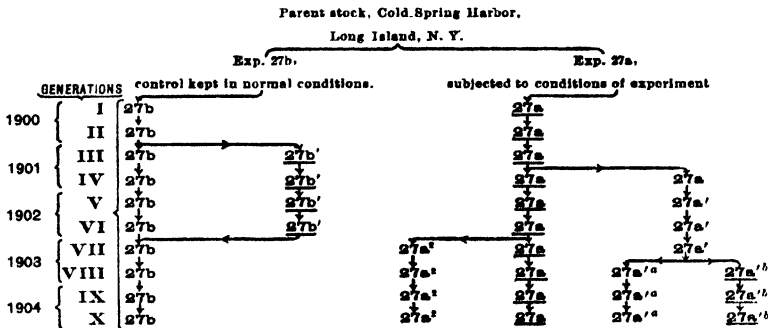 Parent stock, Cold Spring Harbor,
Long Island, N. Y.
Exp. 27b, Exp. 27a,
GENERATIONS control kept in normal conditions. subjected to conditions of experiment
1900
I 27b 27a
II 27b 27a
1901
III 27b 27b' 27a
IV 27b 27b' 27a 27a
1902
V 27b 27b' 27a 27a'
VI 27b 27b' 27a 27a'
1903
VII 27b 27a² 27a 27a'
VIII 27b 27a² 27a 27a'ᵃ 27a'ᵇ
1904
IX 27b 27a² 27a 27a'ᵃ 27a'ᵇ
X 27b 27a² 27a 27a'ᵃ 27a'ᵇ